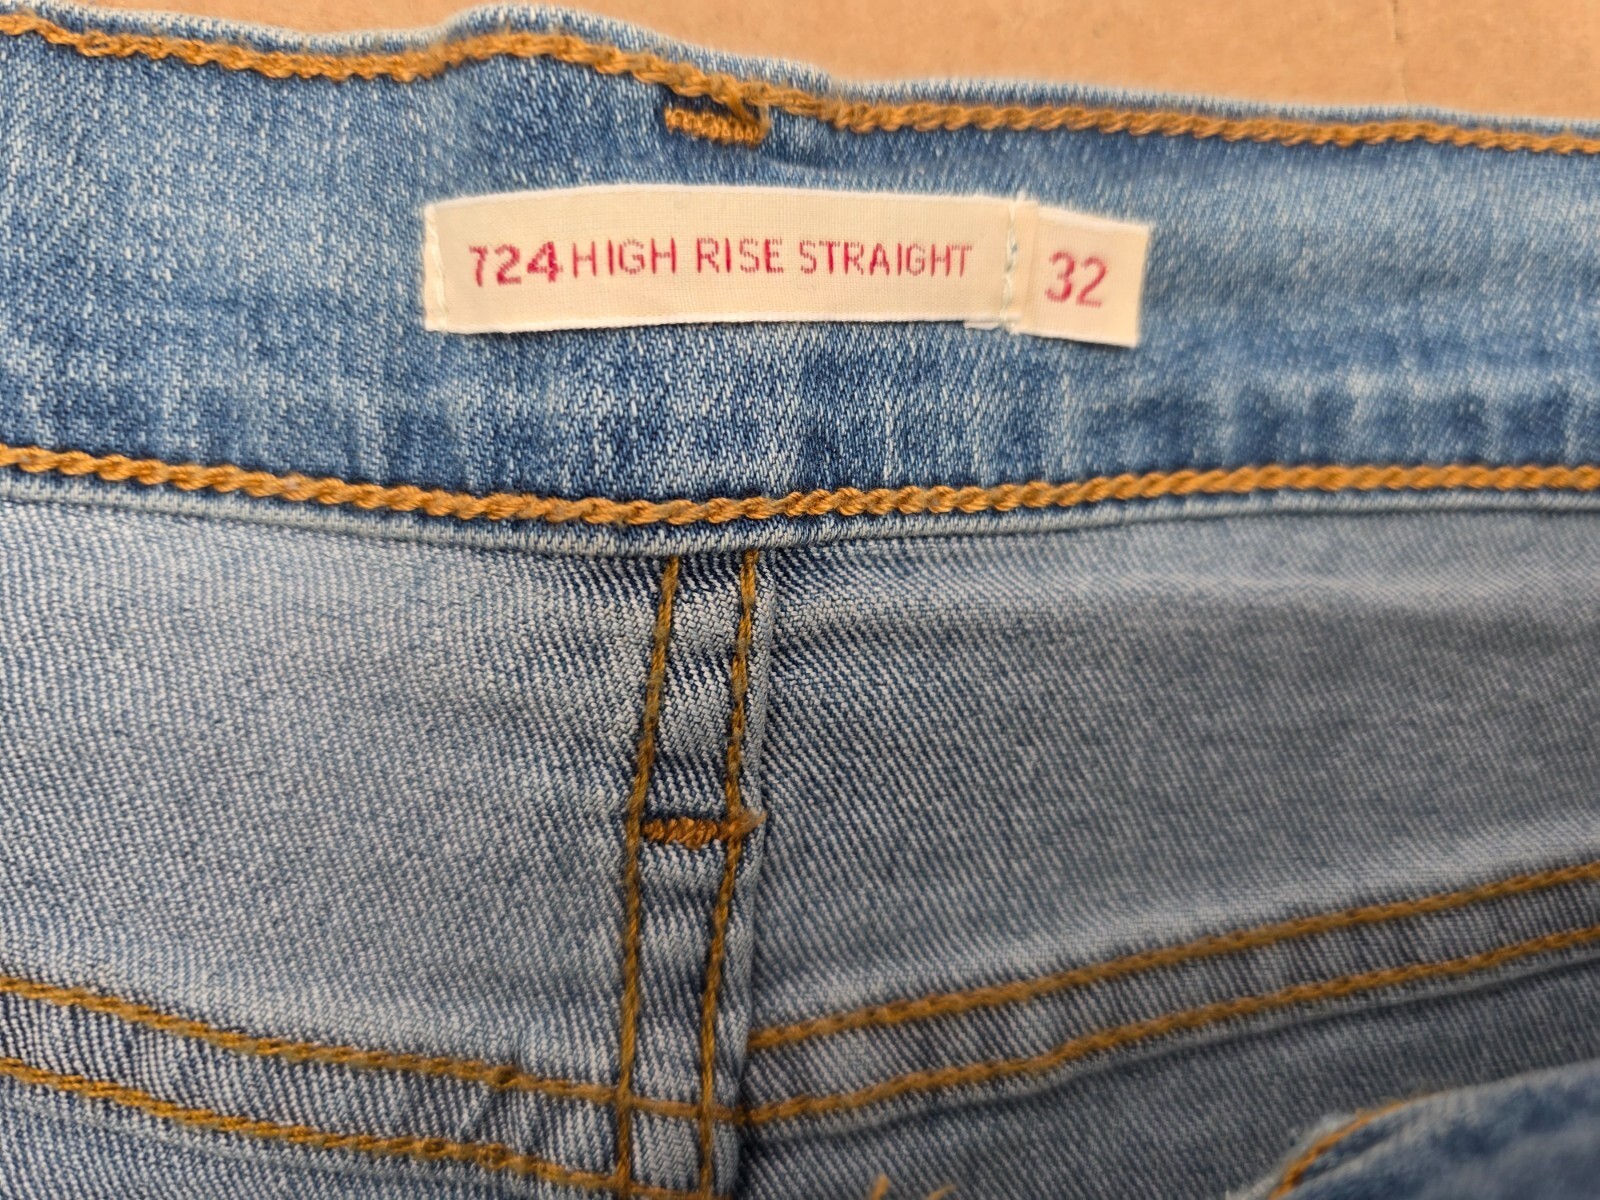 724 HIGH RISE STRAIGHT 32